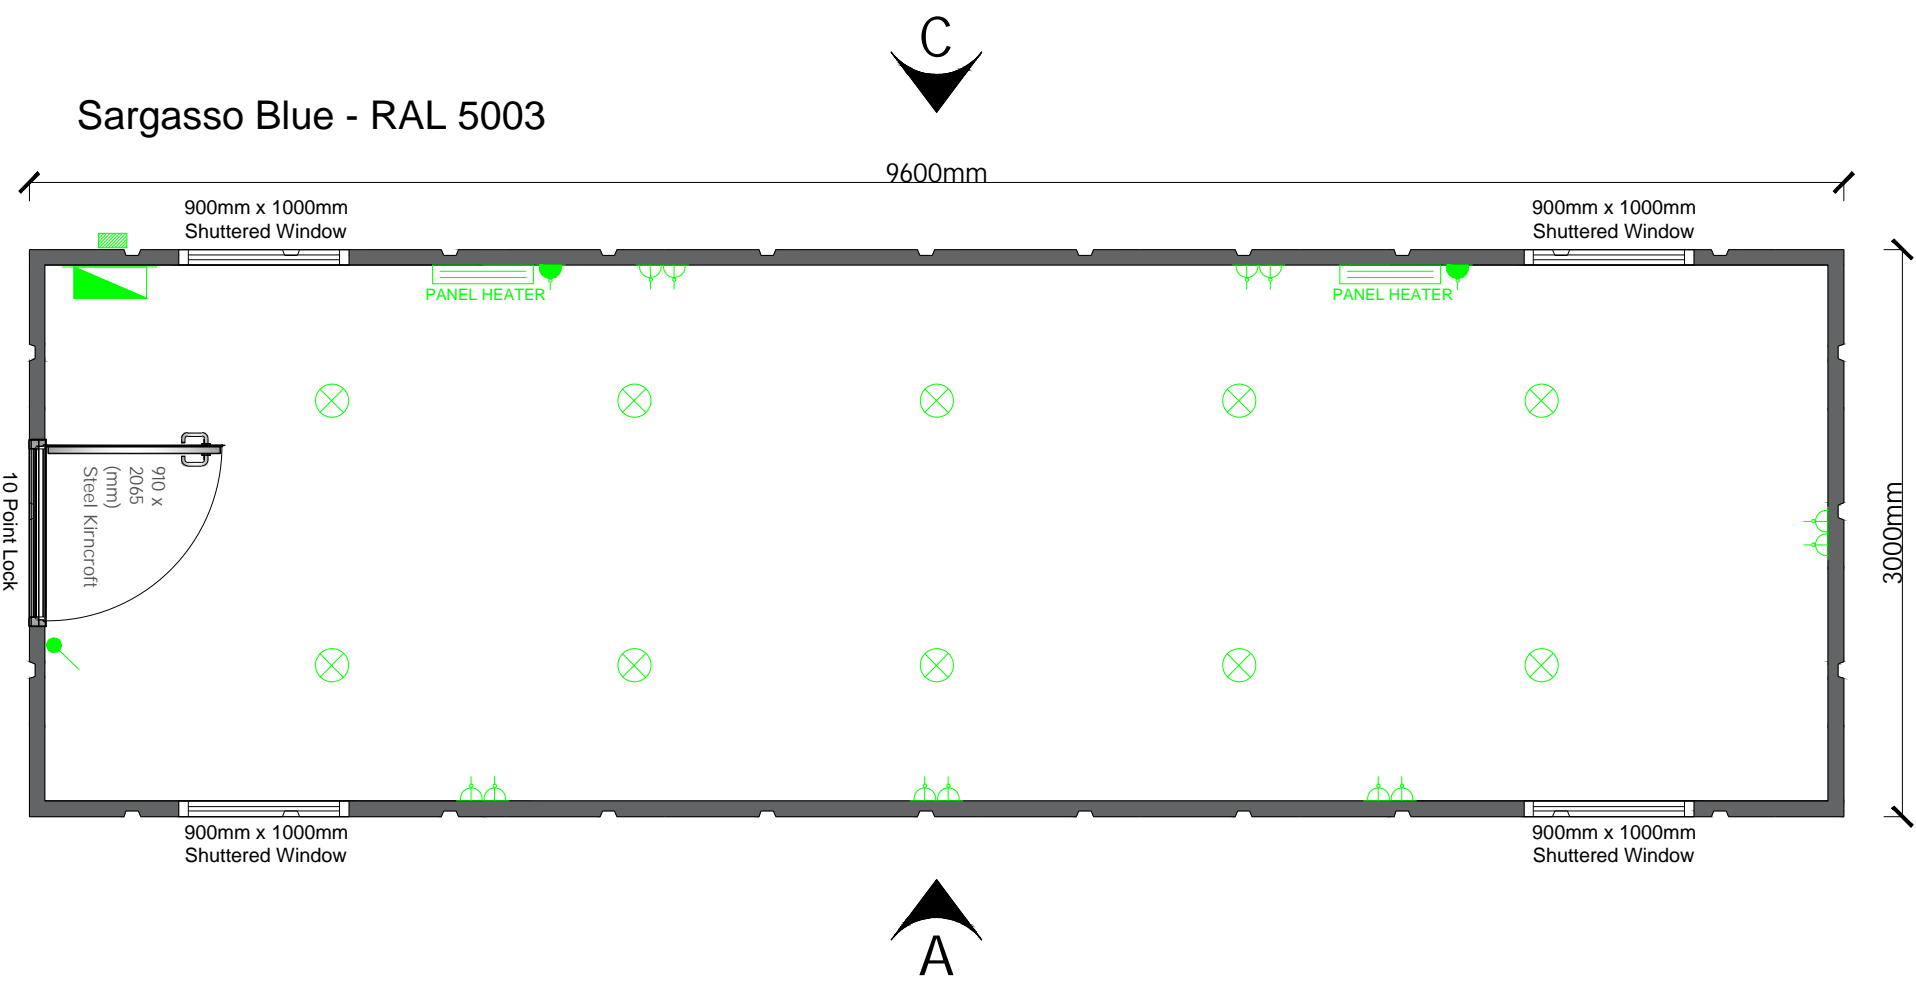 C
Sargasso Blue - RAL 5003
9600mm
900mm x 1000mm
Shuttered Window
900mm x 1000mm
Shuttered Window
PANEL HEATER
PANEL HEATER
910 x
2065
(mm)
Steel Kirncroft
10 Point Lock
3000mm
900mm x 1000mm
Shuttered Window
900mm x 1000mm
Shuttered Window
A